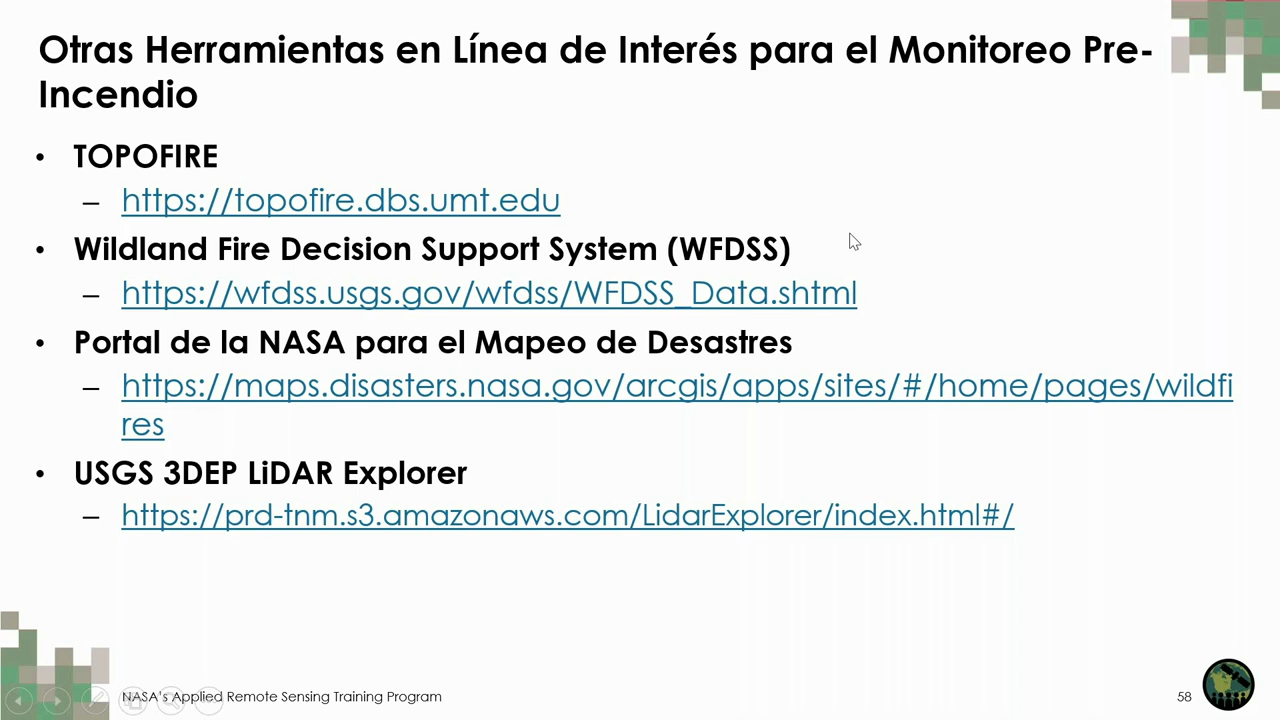 Otras Herramientas en Línea de Interés para el Monitoreo Pre-
Incendio
• TOPOFIRE
– https://topofire.dbs.umt.edu
• Wildland Fire Decision Support System (WFDSS)
– https://wfdss.usgs.gov/wfdss/WFDSS_Data.shtml
• Portal de la NASA para el Mapeo de Desastres
– https://maps.disasters.nasa.gov/arcgis/apps/sites/#/home/pages/wildfi
res
• USGS 3DEP LiDAR Explorer
– https://prd-tnm.s3.amazonaws.com/LidarExplorer/index.html#/
NASA's Applied Remote Sensing Training Program
58